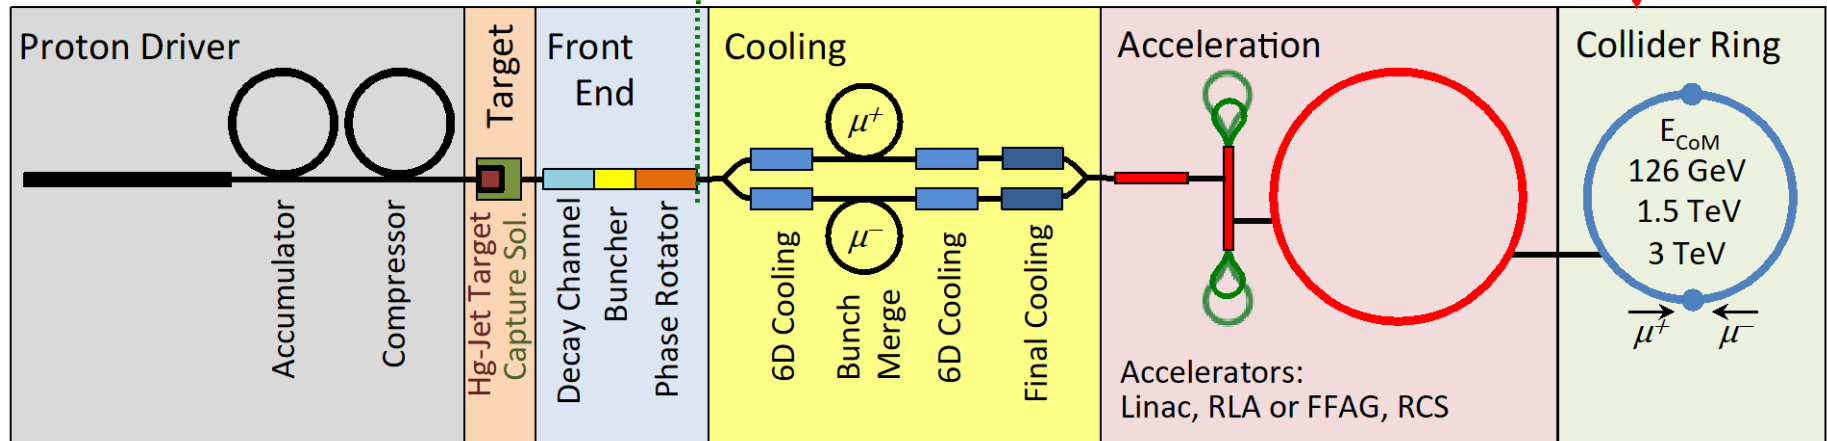 Proton Driver
Accumulator
Compressor
Target
Hg-Jet Target
Capture Sol.
Front
End
Decay Channel
Buncher
Phase Rotator
Cooling
μ⁺
μ⁻
6D Cooling
Bunch
Merge
6D Cooling
Final Cooling
Acceleration
Accelerators:
Linac, RLA or FFAG, RCS
Collider Ring
E_CoM
126 GeV
1.5 TeV
3 TeV
μ⁺ μ⁻